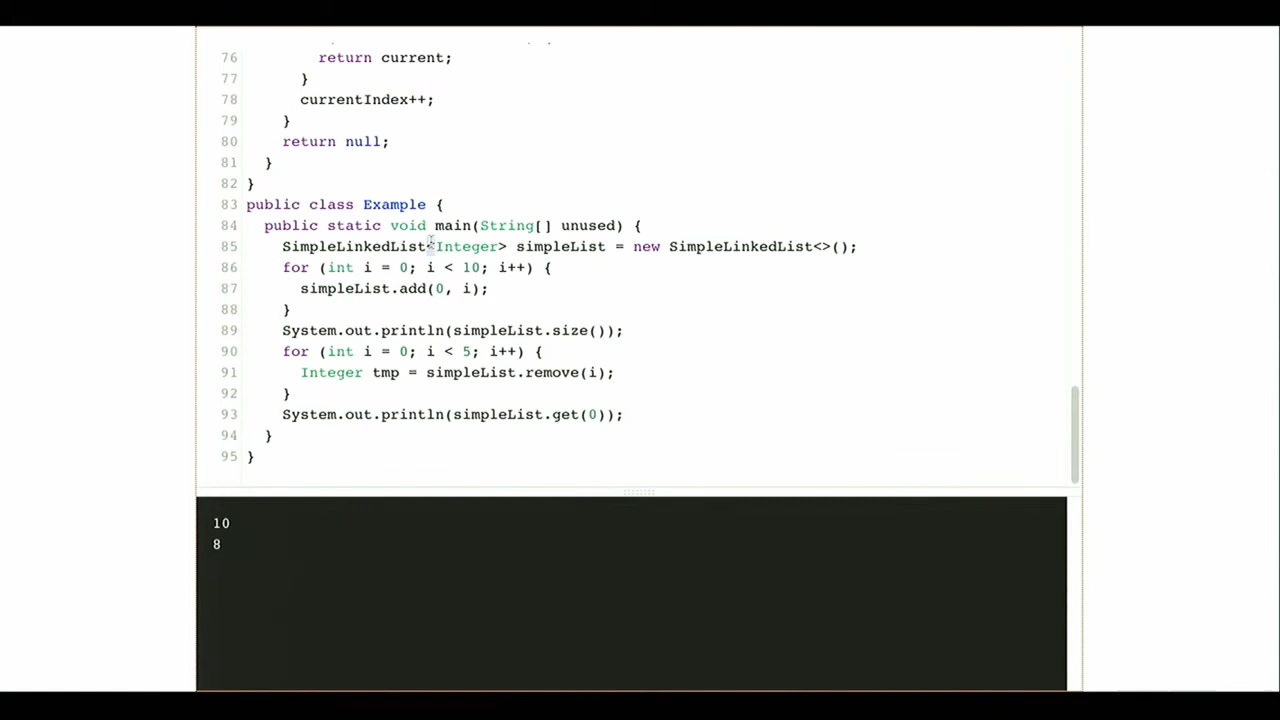 76 return current;
77 }
78 currentIndex++;
79 }
80 return null;
81 }
82 }
83 public class Example {
84 public static void main(String[] unused) {
85 SimpleLinkedList<Integer> simpleList = new SimpleLinkedList<>();
86 for (int i = 0; i < 10; i++) {
87 simpleList.add(0, i);
88 }
89 System.out.println(simpleList.size());
90 for (int i = 0; i < 5; i++) {
91 Integer tmp = simpleList.remove(i);
92 }
93 System.out.println(simpleList.get(0));
94 }
95 }
10
8